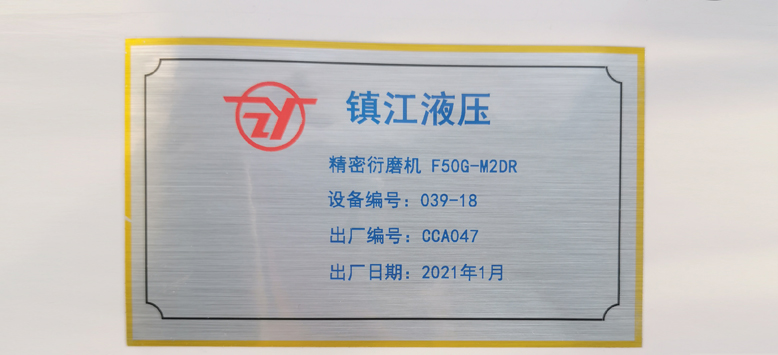 镇江液压
精密衍磨机 F50G-M2DR
设备编号：039-18
出厂编号：CCA047
出厂日期：2021年1月